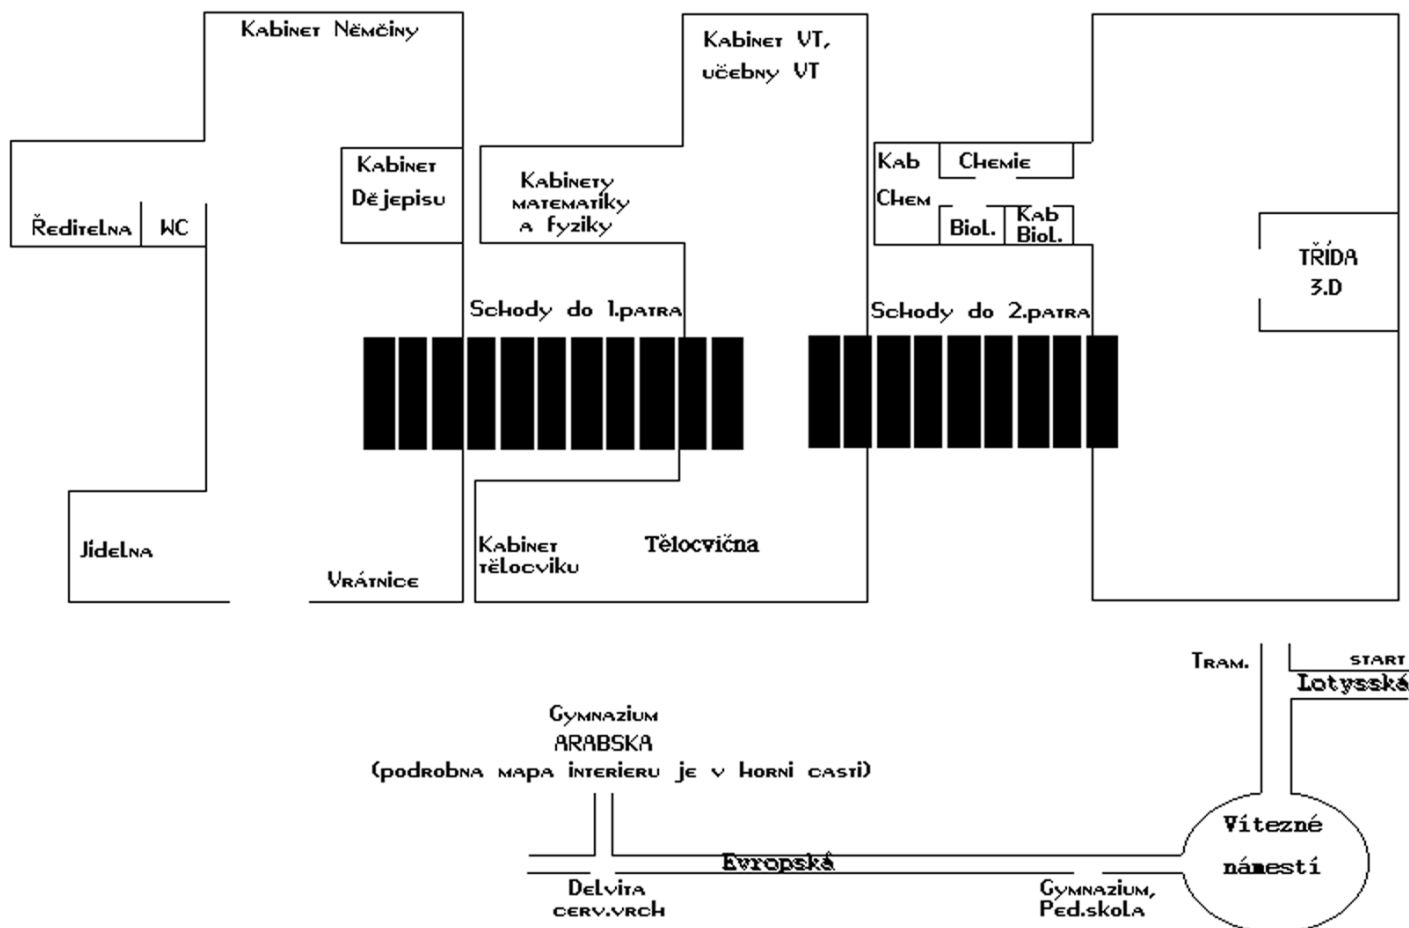 Kabinet Němčiny
Kabinet VT,
učebny VT
Kabinet
Dějepisu
Kabinety
matematiky
a fyziky
Kab
Chem
Chemie
Biol.
Kab
Biol.
Ředitelna
WC
TŘÍDA
3.D
Schody do 1.patra
Schody do 2.patra
Jídelna
Vrátnice
Kabinet
tělocviku
Tělocvična
Tram.
start
Lotysská
Gymnazium
ARABSKA
(podrobna mapa interieru je v horni casti)
Vítezné
námestí
Evropská
Delvita
cerv.vrch
Gymnazium,
Ped.skola